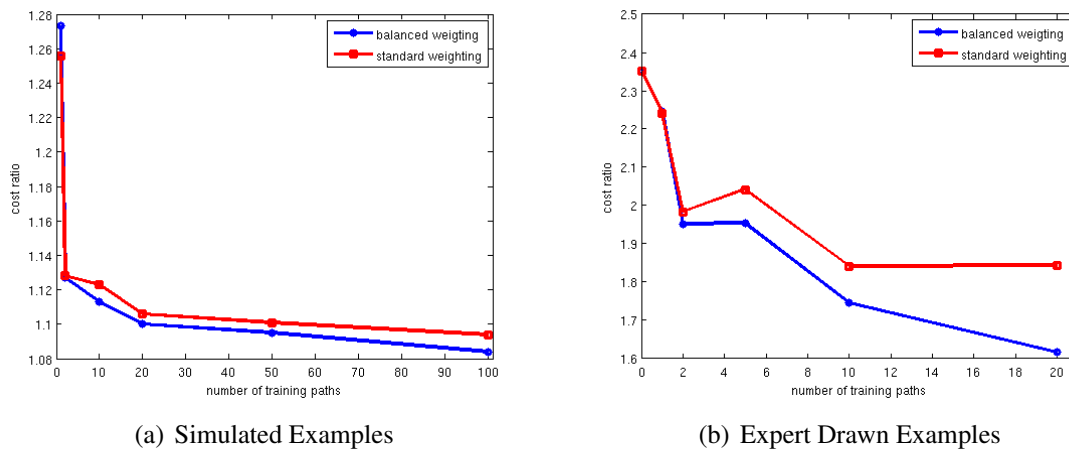 1.28
1.26
1.24
1.22
1.2
1.18
1.16
1.14
1.12
1.1
1.08
cost ratio
0 10 20 30 40 50 60 70 80 90 100
number of training paths
balanced weigting
standard weighting
(a) Simulated Examples
2.5
2.4
2.3
2.2
2.1
2
1.9
1.8
1.7
1.6
cost ratio
0 2 4 6 8 10 12 14 16 18 20
number of training paths
balanced weigting
standard weighting
(b) Expert Drawn Examples